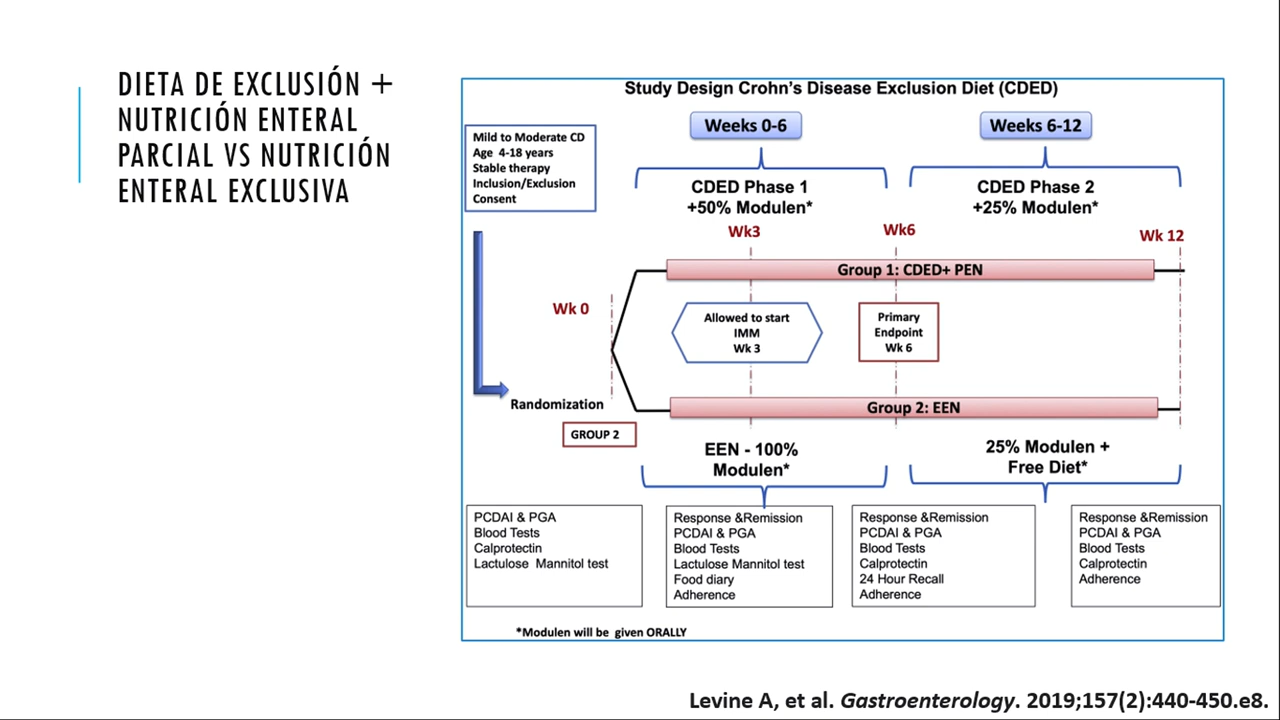 DIETA DE EXCLUSIÓN +
NUTRICIÓN ENTERAL
PARCIAL VS NUTRICIÓN
ENTERAL EXCLUSIVA
Study Design Crohn's Disease Exclusion Diet (CDED)
Weeks 0-6
Weeks 6-12
Mild to Moderate CD
Age 4-18 years
Stable therapy
Inclusion/Exclusion
Consent
CDED Phase 1
+50% Modulen*
CDED Phase 2
+25% Modulen*
Wk3
Wk6
Wk 12
Group 1: CDED+ PEN
Wk 0
Allowed to start
IMM
Wk 3
Primary
Endpoint
Wk 6
Randomization
Group 2: EEN
GROUP 2
EEN - 100%
Modulen*
25% Modulen +
Free Diet*
PCDAI & PGA
Blood Tests
Calprotectin
Lactulose Mannitol test
Response &Remission
PCDAI & PGA
Blood Tests
Lactulose Mannitol test
Food diary
Adherence
Response &Remission
PCDAI & PGA
Blood Tests
Calprotectin
24 Hour Recall
Adherence
Response &Remission
PCDAI & PGA
Blood Tests
Calprotectin
Adherence
*Modulen will be given ORALLY
Levine A, et al. Gastroenterology. 2019;157(2):440-450.e8.